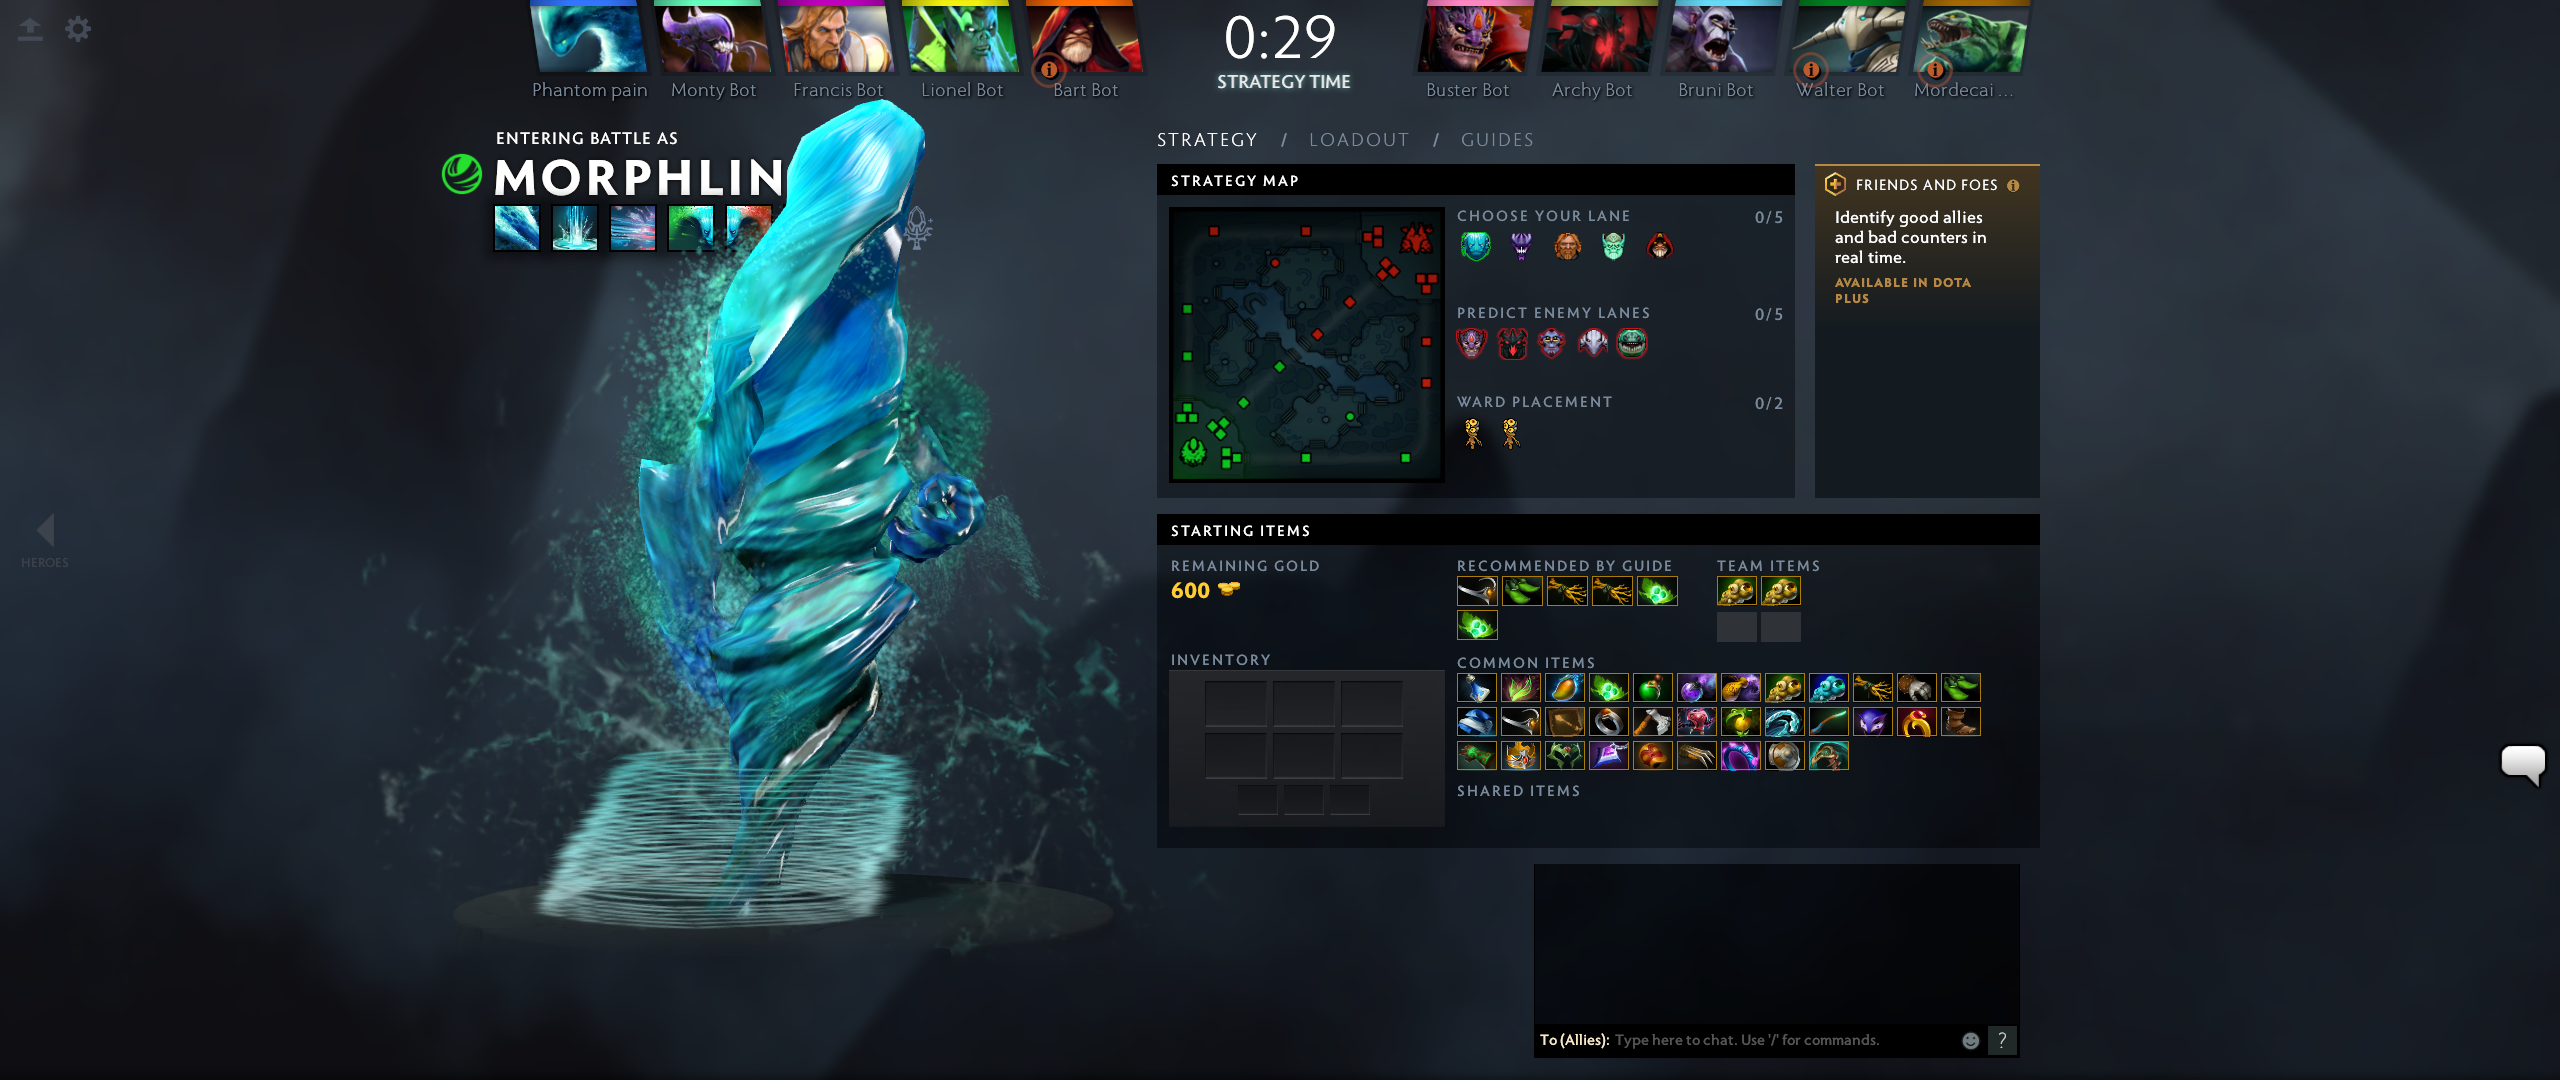 Phantom pain
Monty Bot
Francis Bot
Lionel Bot
Bart Bot
0:29
STRATEGY TIME
Buster Bot
Archy Bot
Bruni Bot
Walter Bot
Mordecai ...
ENTERING BATTLE AS
MORPHLIN
HEROES
STRATEGY / LOADOUT / GUIDES
STRATEGY MAP
CHOOSE YOUR LANE 0/5
PREDICT ENEMY LANES 0/5
WARD PLACEMENT 0/2
FRIENDS AND FOES
Identify good allies
and bad counters in
real time.
AVAILABLE IN DOTA
PLUS
STARTING ITEMS
REMAINING GOLD
600
INVENTORY
RECOMMENDED BY GUIDE
TEAM ITEMS
COMMON ITEMS
SHARED ITEMS
To (Allies): Type here to chat. Use '/' for commands.
?